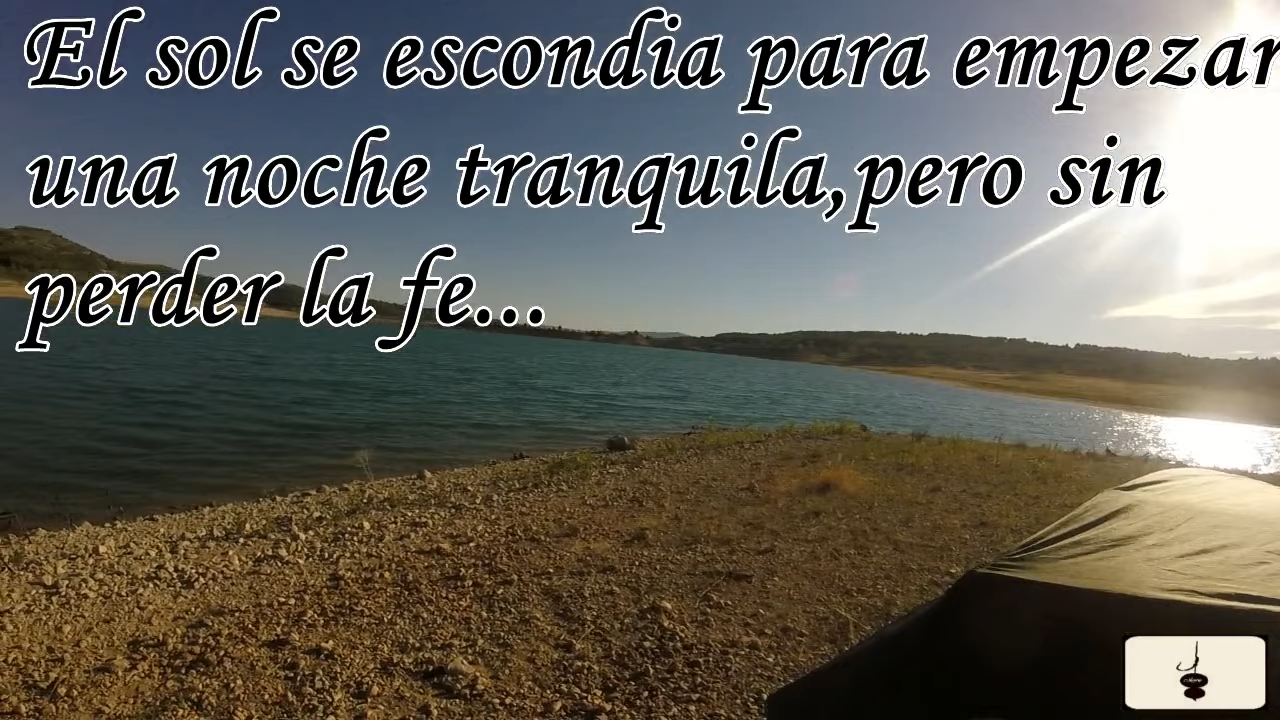 El sol se escondia para empezar
una noche tranquila,pero sin
perder la fe...